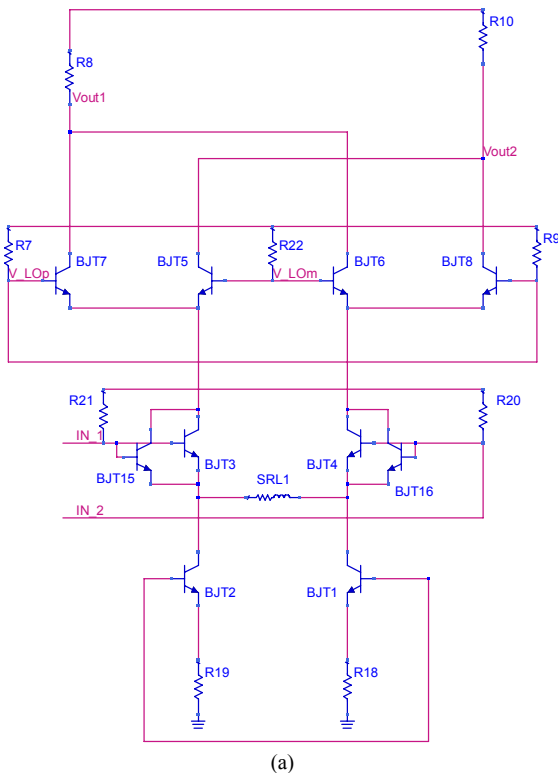 R10
R8
Vout1
Vout2
R7
R22
R9
V_LOp
BJT7
BJT5
V_LOm
BJT6
BJT8
R21
R20
IN_1
BJT15
BJT3
BJT4
BJT16
SRL1
IN_2
BJT2
BJT1
R19
R18
(a)